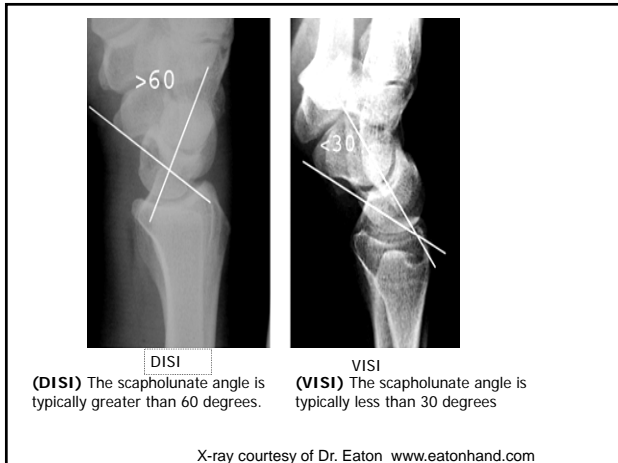 >60
<30
DISI
(DISI) The scapholunate angle is
typically greater than 60 degrees.
VISI
(VISI) The scapholunate angle is
typically less than 30 degrees
X-ray courtesy of Dr. Eaton www.eatonhand.com